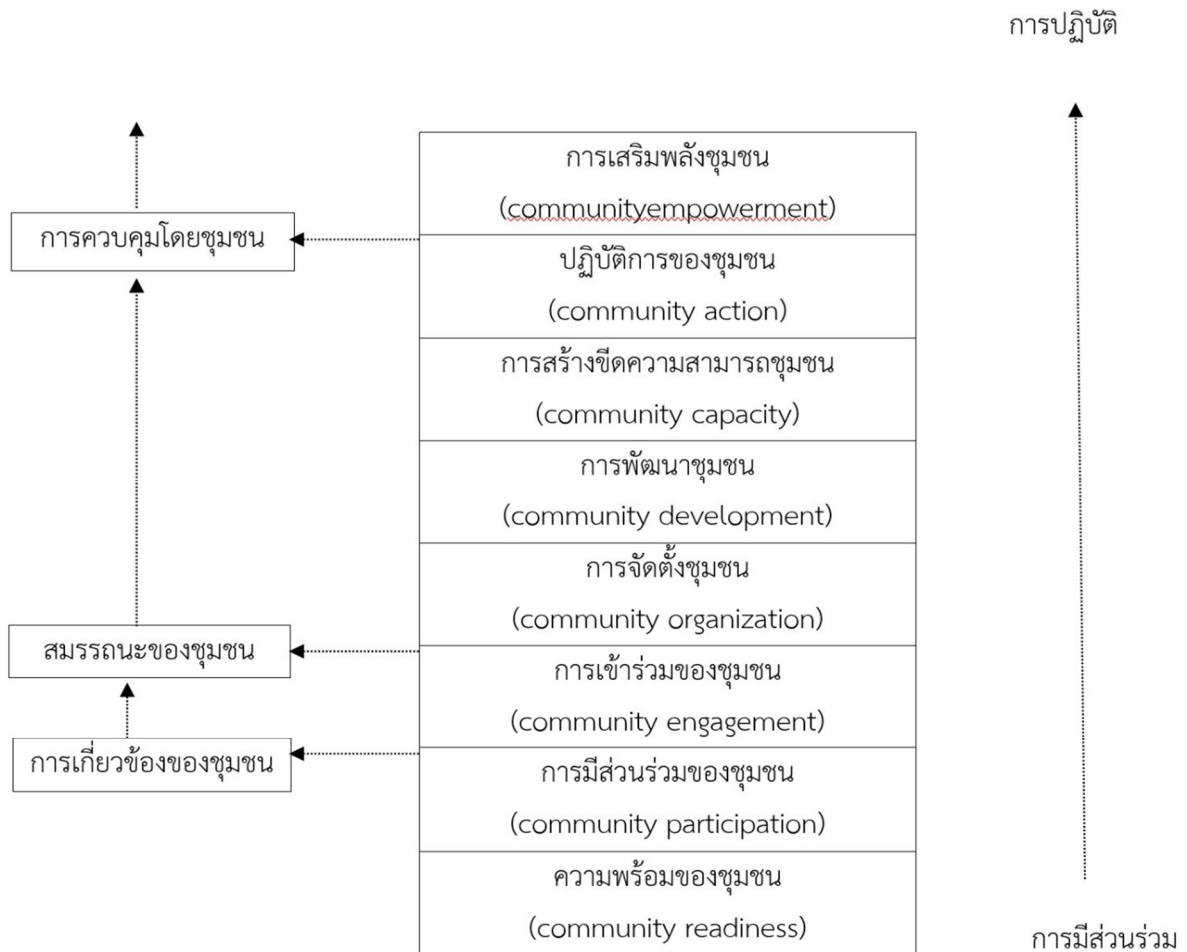 การปฏิบัติ
การเสริมพลังชุมชน
(communityempowerment)
การควบคุมโดยชุมชน
ปฏิบัติการของชุมชน
(community action)
การสร้างขีดความสามารถชุมชน
(community capacity)
การพัฒนาชุมชน
(community development)
การจัดตั้งชุมชน
(community organization)
สมรรถนะของชุมชน
การเข้าร่วมของชุมชน
(community engagement)
การเกี่ยวข้องของชุมชน
การมีส่วนร่วมของชุมชน
(community participation)
ความพร้อมของชุมชน
(community readiness)
การมีส่วนร่วม